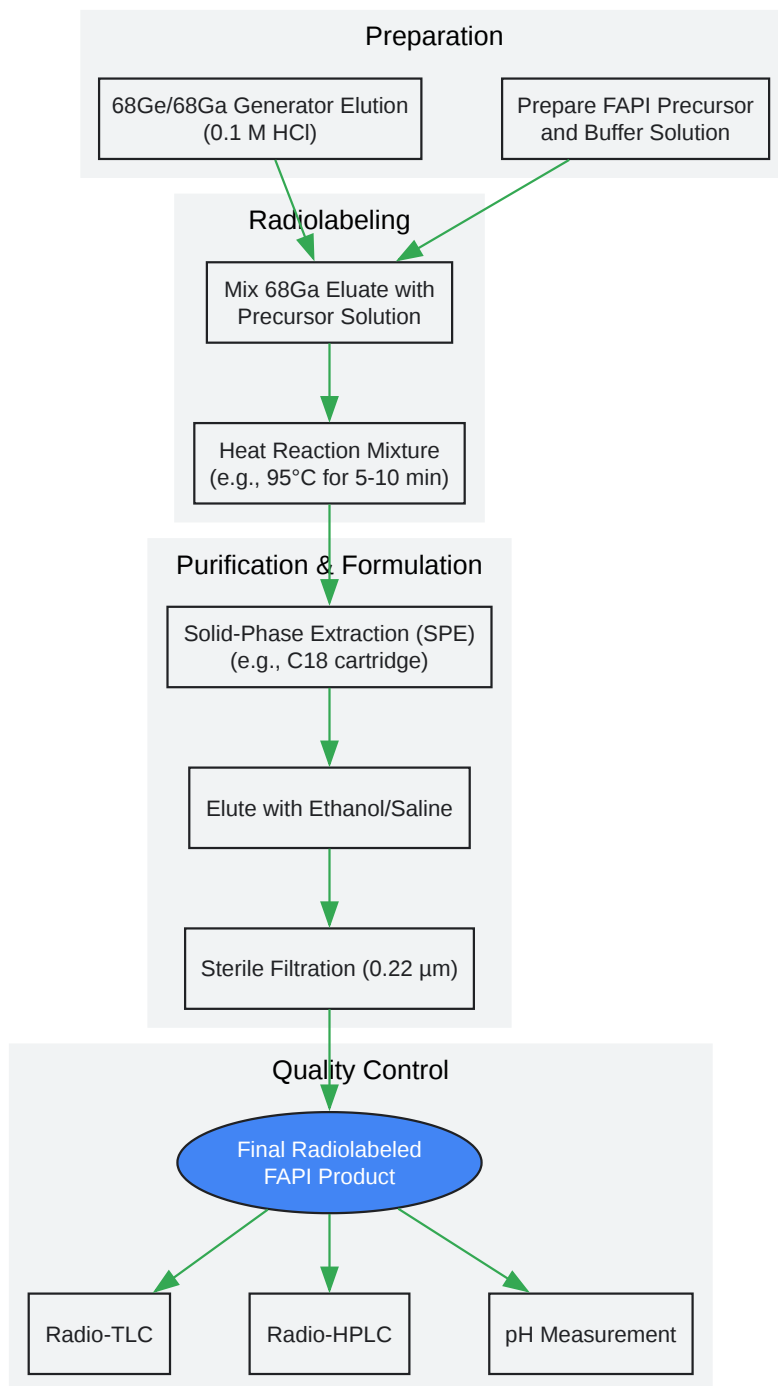 Preparation
68Ge/68Ga Generator Elution
(0.1 M HCl)
Prepare FAPI Precursor
and Buffer Solution
Radiolabeling
Mix 68Ga Eluate with
Precursor Solution
Heat Reaction Mixture
(e.g., 95°C for 5-10 min)
Purification & Formulation
Solid-Phase Extraction (SPE)
(e.g., C18 cartridge)
Elute with Ethanol/Saline
Sterile Filtration (0.22 µm)
Quality Control
Final Radiolabeled
FAPI Product
Radio-TLC
Radio-HPLC
pH Measurement